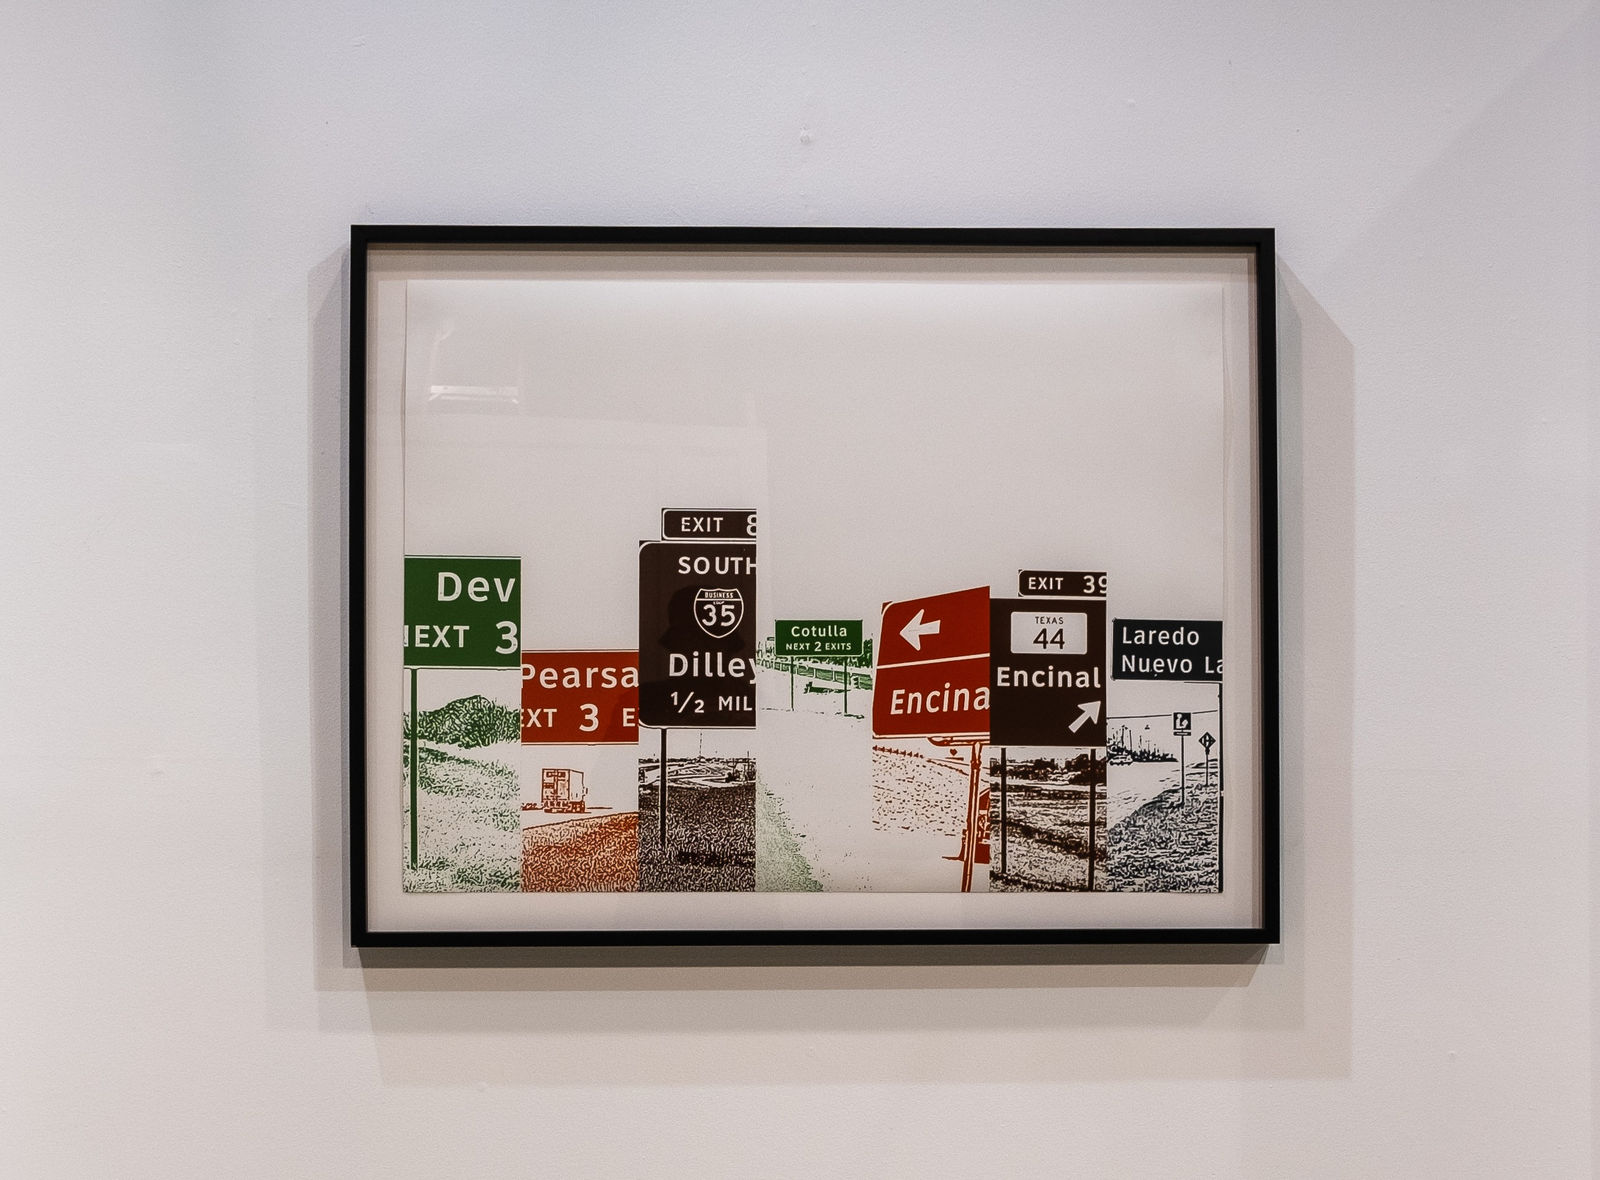 Dev
NEXT 3
Pearsa
EXT 3 E
EXIT 8
SOUTH
BUSINESS
35
Dilley
1/2 MIL
Cotulla
NEXT 2 EXITS
Encina
EXIT 39
TEXAS
44
Encinal
Laredo
Nuevo La